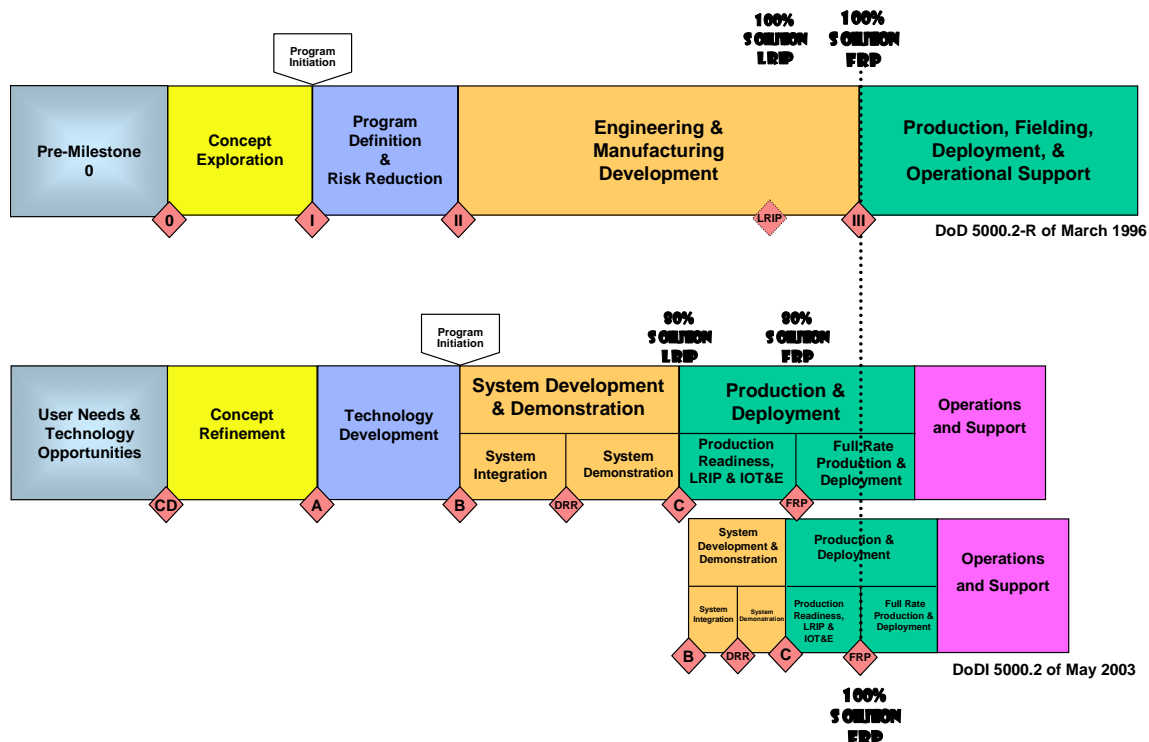 100%
SOLUTION
LRIP
100%
SOLUTION
FRP
Program
Initiation
Pre-Milestone
0
Concept
Exploration
Program
Definition
&
Risk Reduction
Engineering &
Manufacturing
Development
Production, Fielding,
Deployment, &
Operational Support
0
I
II
LRIP
III
DoD 5000.2-R of March 1996
Program
Initiation
80%
SOLUTION
LRIP
80%
SOLUTION
FRP
User Needs &
Technology
Opportunities
Concept
Refinement
Technology
Development
System Development
& Demonstration
System
Integration
System
Demonstration
Production &
Deployment
Production
Readiness,
LRIP & IOT&E
Full Rate
Production &
Deployment
Operations
and Support
CD
A
B
DRR
C
FRP
System
Development &
Demonstration
System
Integration
System
Demonstration
Production &
Deployment
Production
Readiness,
LRIP &
IOT&E
Full Rate
Production &
Deployment
Operations
and Support
B
DRR
C
FRP
DoDI 5000.2 of May 2003
100%
SOLUTION
FRP